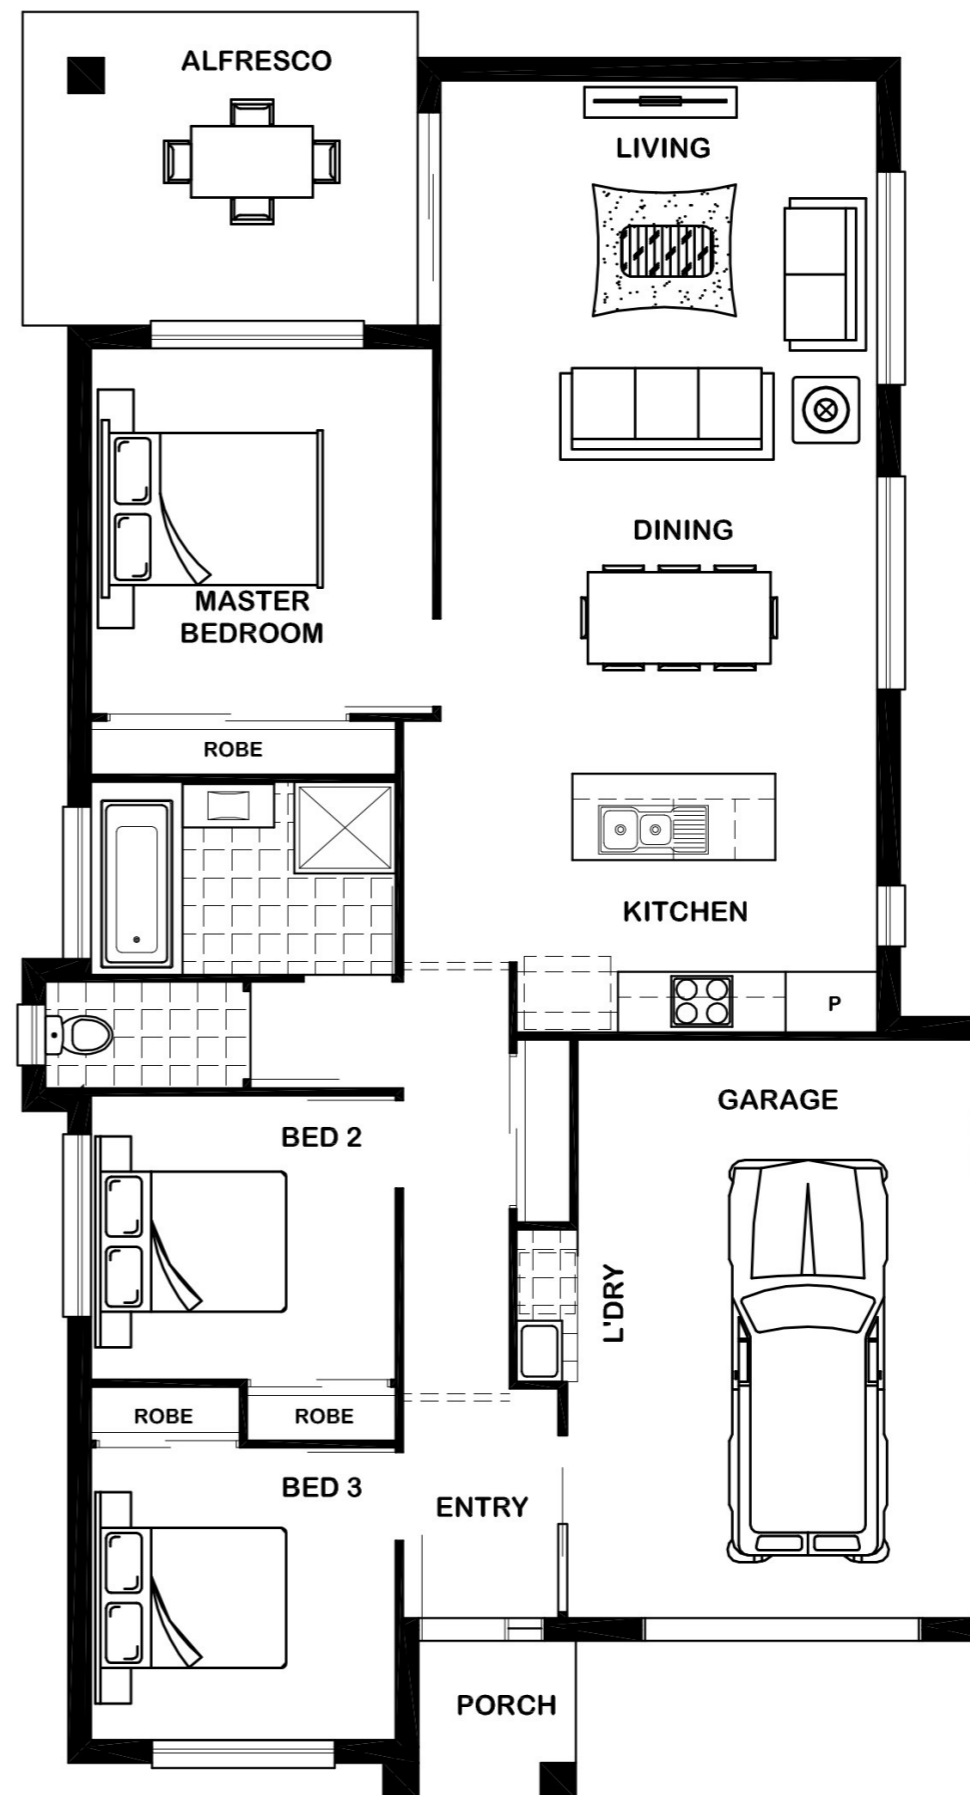 ALFRESCO
LIVING
DINING
MASTER
BEDROOM
ROBE
KITCHEN
P
GARAGE
BED 2
L'DRY
ROBE
ROBE
BED 3
ENTRY
PORCH